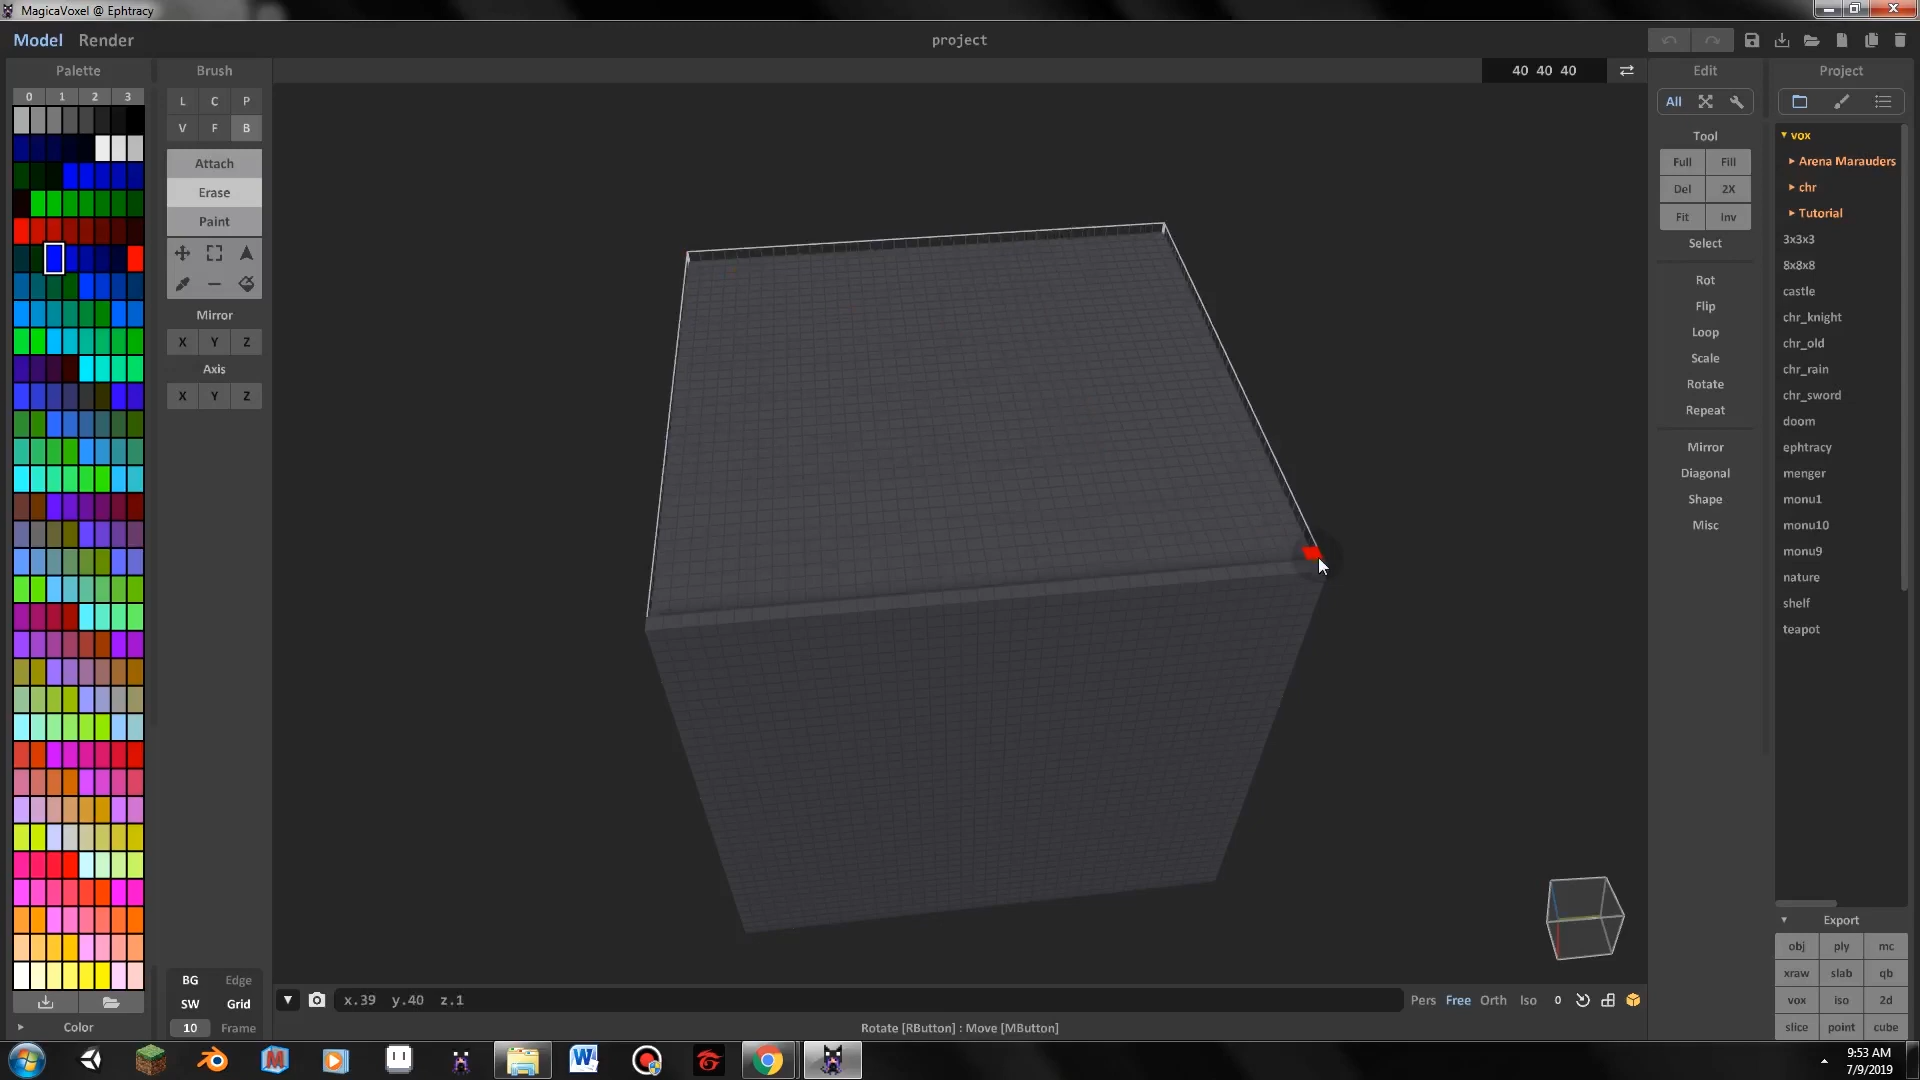 MagicaVoxel @ Ephtracy
Model Render
project
40 40 40
Palette
0 1 2 3
Color
Brush
L C P
V F B
Attach
Erase
Paint
Mirror
X Y Z
Axis
X Y Z
BG Edge
SW Grid
10 Frame
x.39 y.40 z.1
Pers Free Orth Iso 0
Rotate [RButton] : Move [MButton]
Edit
All
Tool
Full Fill
Del 2X
Fit Inv
Select
Rot
Flip
Loop
Scale
Rotate
Repeat
Mirror
Diagonal
Shape
Misc
Project
vox
Arena Marauders
chr
Tutorial
3x3x3
8x8x8
castle
chr_knight
chr_old
chr_rain
chr_sword
doom
ephtracy
menger
monu1
monu10
monu9
nature
shelf
teapot
Export
obj ply mc
xraw slab qb
vox iso 2d
slice point cube
9:53 AM
7/9/2019